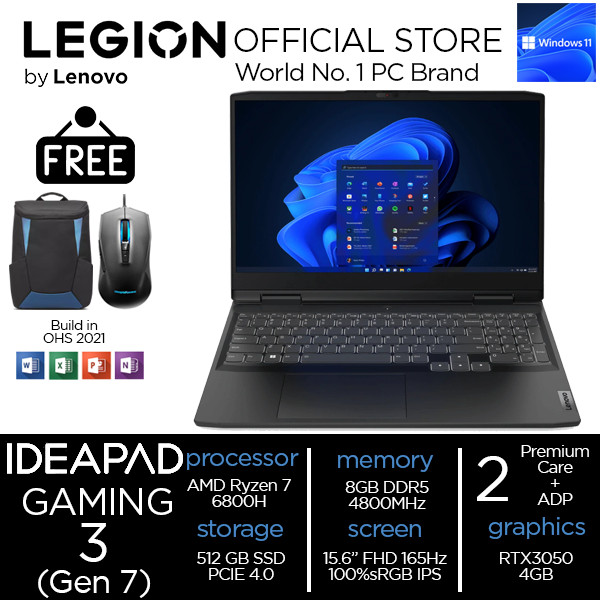 LEGION OFFICIAL STORE
by Lenovo World No. 1 PC Brand
Windows 11
FREE
Build in
OHS 2021
W X P N
Lenovo
IDEAPAD
GAMING
3
(Gen 7)
processor
AMD Ryzen 7
6800H
memory
8GB DDR5
4800MHz
2 Premium
Care
+
ADP
storage
512 GB SSD
PCIE 4.0
screen
15.6” FHD 165Hz
100%sRGB IPS
graphics
RTX3050
4GB